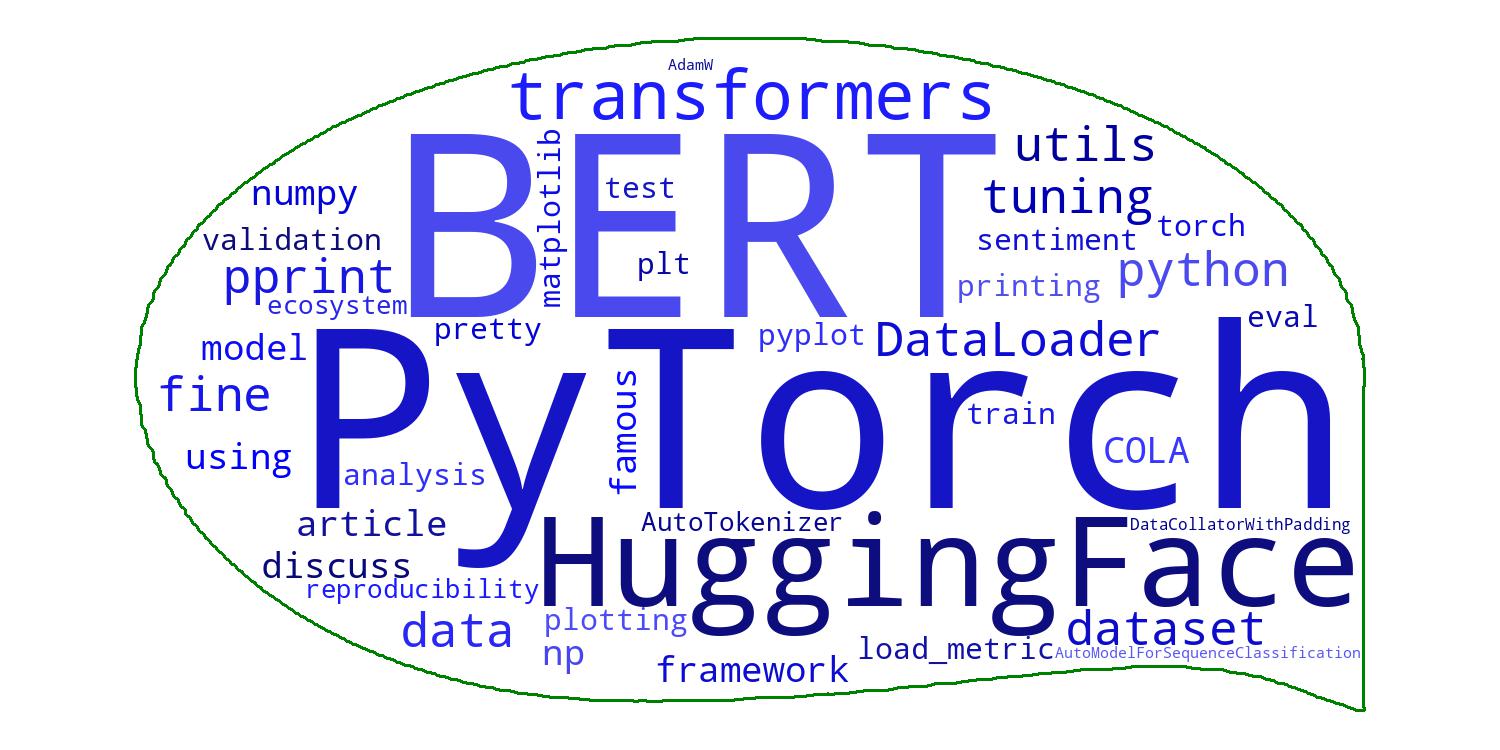 AdamW
transformers
BERT
matplotlib
test
plt
utils
tuning
numpy
validation
pprint
ecosystem
sentiment
torch
python
printing
pretty
pyplot
DataLoader
eval
model
PyTorch
fine
famous
train
COLA
using
analysis
article
AutoTokenizer
DataCollatorWithPadding
HuggingFace
discuss
reproducibility
data
plotting
np
framework
load_metric
dataset
AutoModelForSequenceClassification